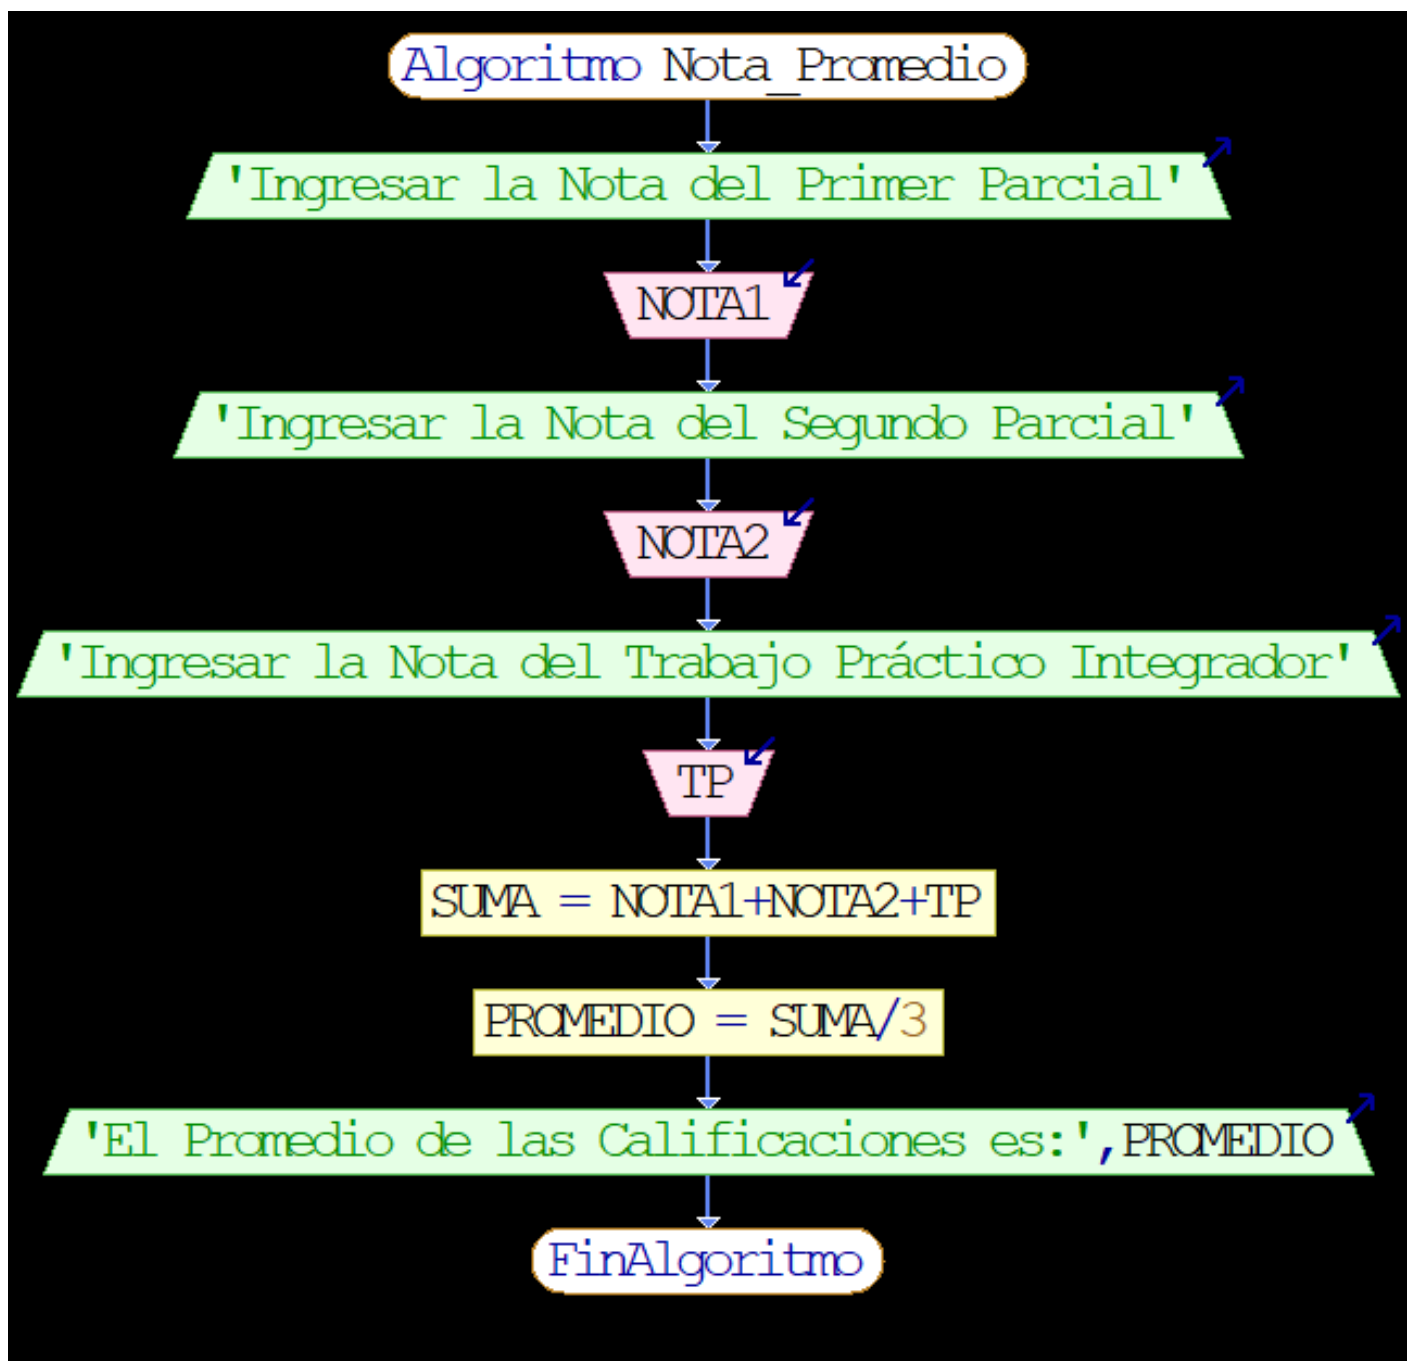 Algoritmo Nota_Promedio
'Ingresar la Nota del Primer Parcial'
NOTA1
'Ingresar la Nota del Segundo Parcial'
NOTA2
'Ingresar la Nota del Trabajo Práctico Integrador'
TP
SUMA = NOTA1+NOTA2+TP
PROMEDIO = SUMA/3
'El Promedio de las Calificaciones es:',PROMEDIO
FinAlgoritmo